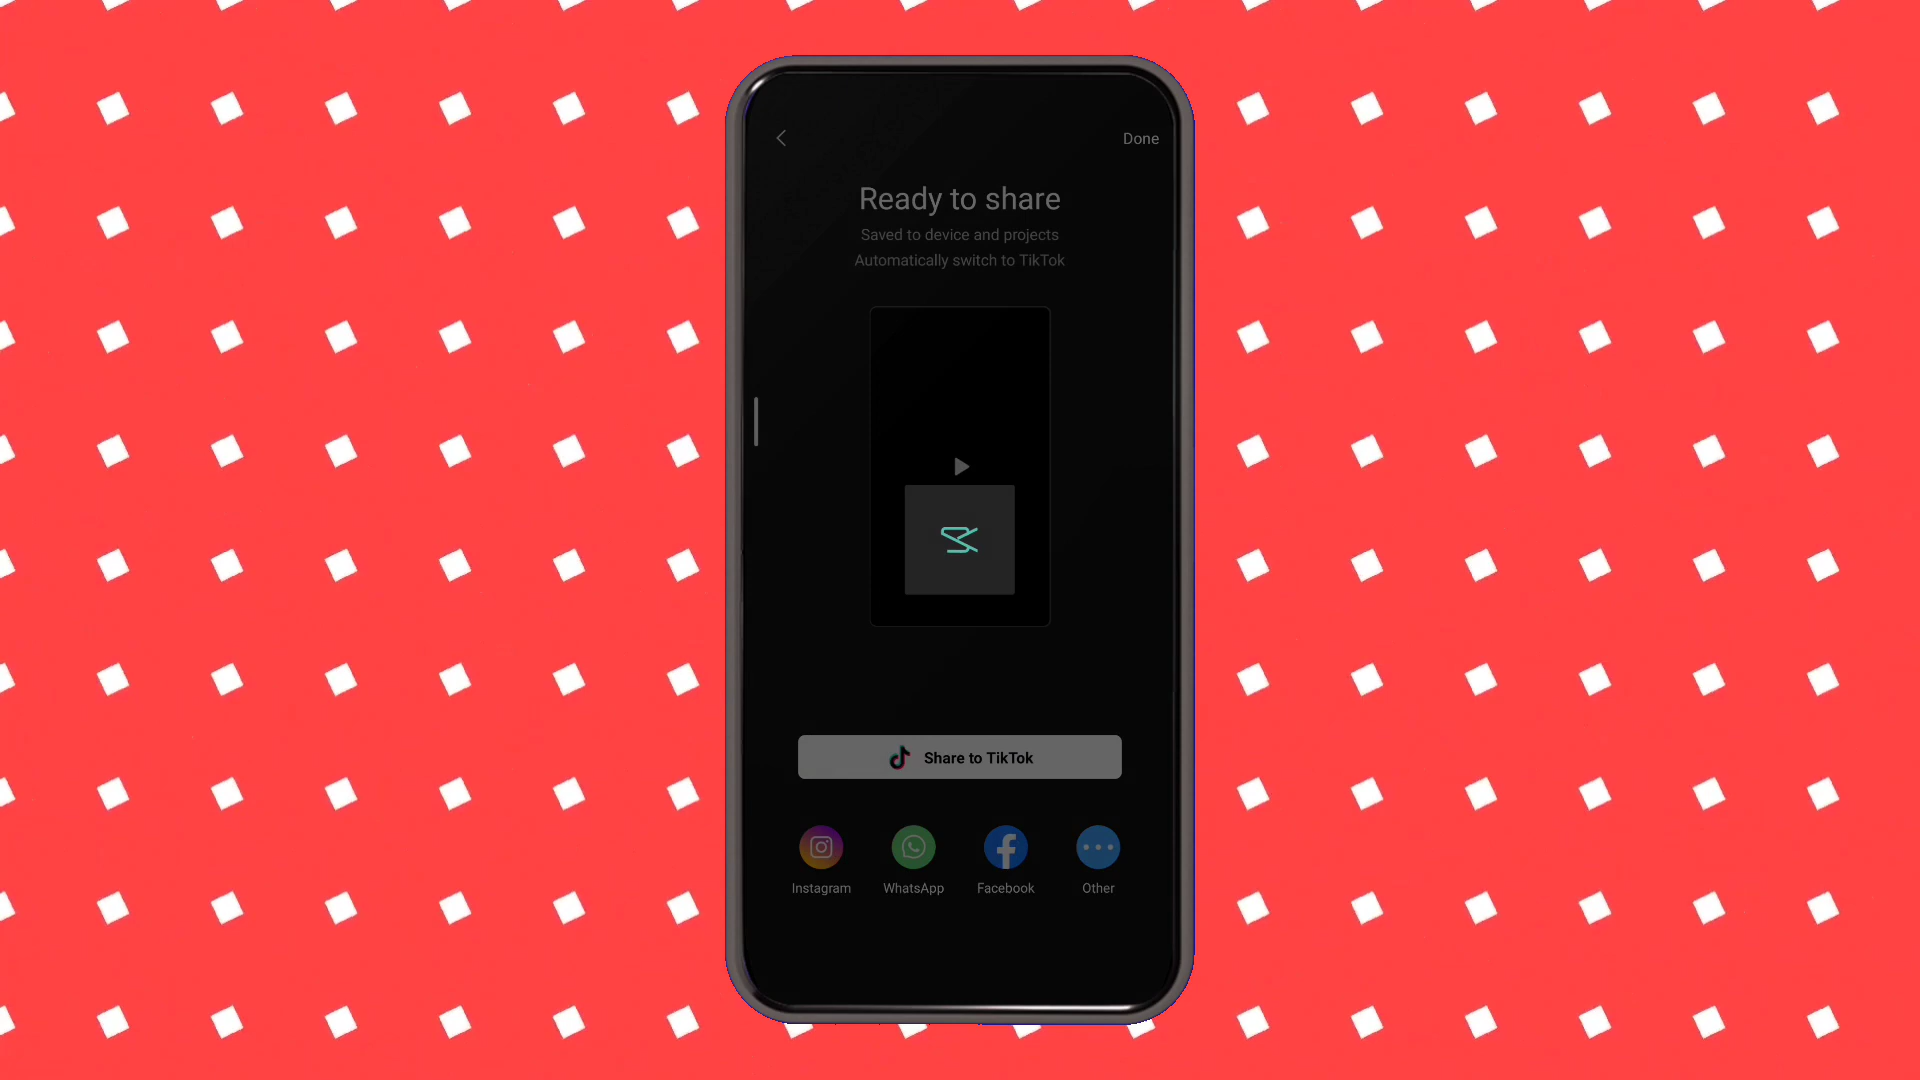 Done
Ready to share
Saved to device and projects
Automatically switch to TikTok
Share to TikTok
Instagram WhatsApp Facebook Other